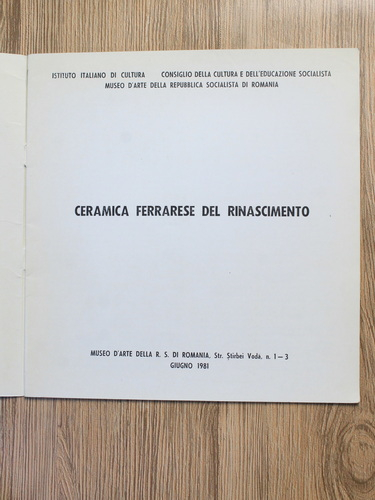 ISTITUTO ITALIANO DI CULTURA CONSIGLIO DELLA CULTURA E DELL'EDUCAZIONE SOCIALISTA
MUSEO D'ARTE DELLA REPUBBLICA SOCIALISTA DI ROMANIA
CERAMICA FERRARESE DEL RINASCIMENTO
MUSEO D'ARTE DELLA R. S. DI ROMANIA. Str. Știrbei Vodă, n. 1—3
GIUGNO 1981